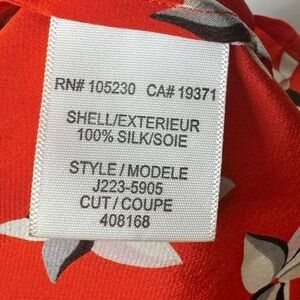 RN# 105230 CA# 19371
SHELL/EXTERIEUR
100% SILK/SOIE
STYLE / MODELE
J223-5905
CUT / COUPE
408168